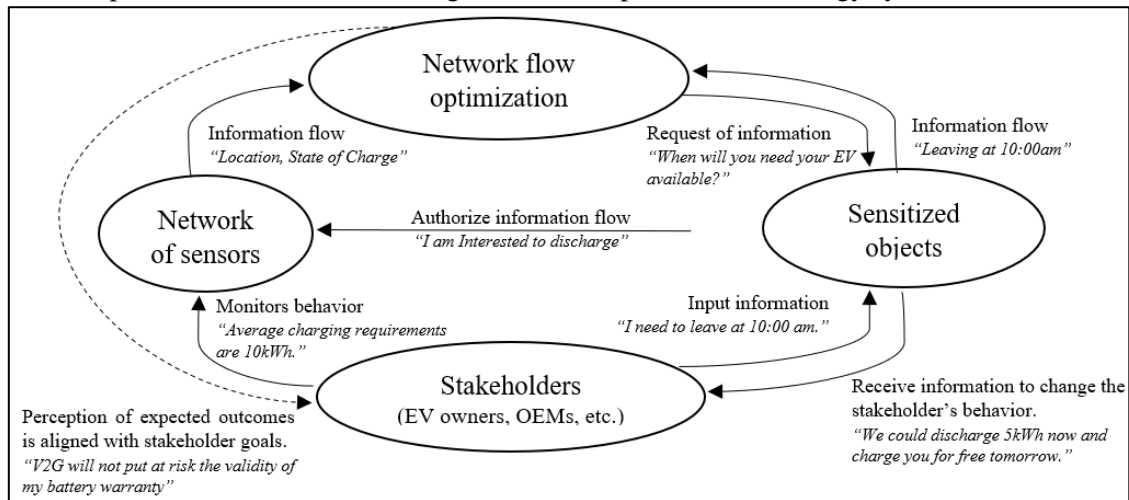 Network flow
optimization
Information flow
“Location, State of Charge”
Request of information
“When will you need your EV
available?”
Information flow
“Leaving at 10:00am”
Network
of sensors
Authorize information flow
“I am Interested to discharge”
Sensitized
objects
Monitors behavior
“Average charging requirements
are 10kWh.”
Input information
“I need to leave at 10:00 am.”
Stakeholders
(EV owners, OEMs, etc.)
Perception of expected outcomes
is aligned with stakeholder goals.
“V2G will not put at risk the validity of
my battery warranty”
Receive information to change the
stakeholder’s behavior.
“We could discharge 5kWh now and
charge you for free tomorrow.”